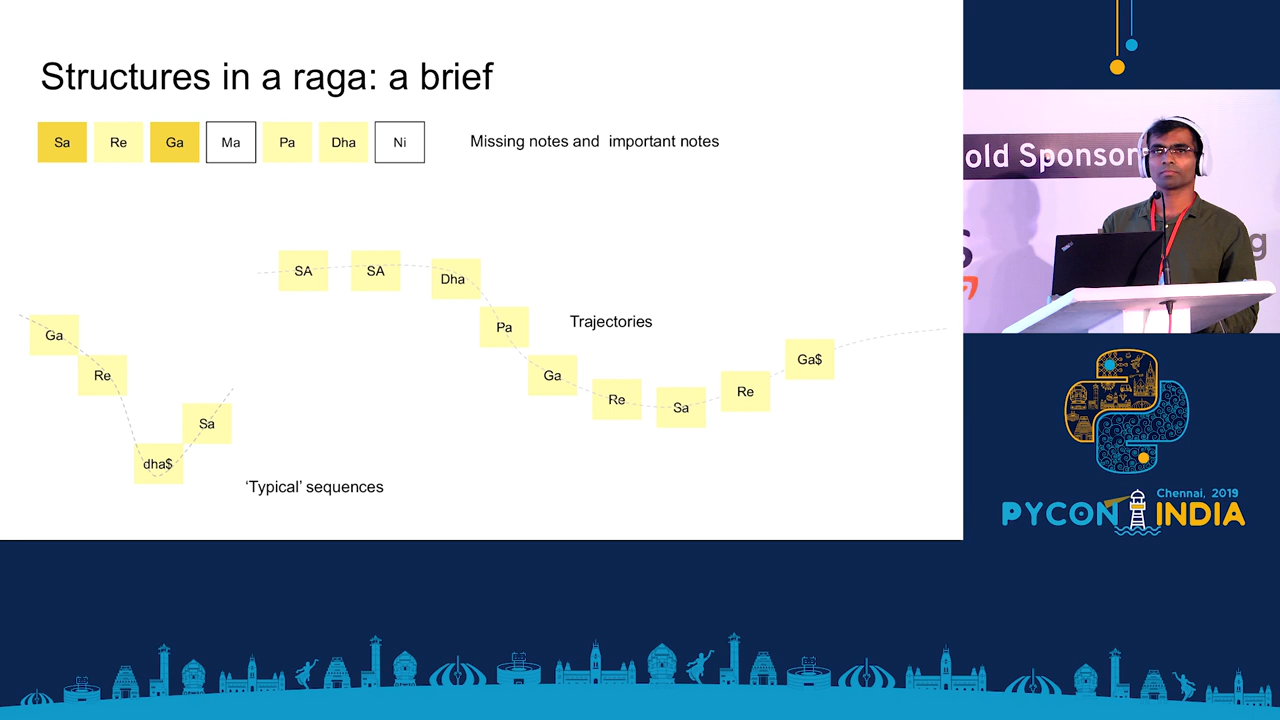 Structures in a raga: a brief
Sa Re Ga Ma Pa Dha Ni
Missing notes and important notes
SA SA Dha
Pa
Trajectories
Ga
Re
Sa
Re
Ga$
Ga
Re
dha$
Sa
‘Typical’ sequences
old Sponsor
g
Chennai, 2019
PYCON INDIA